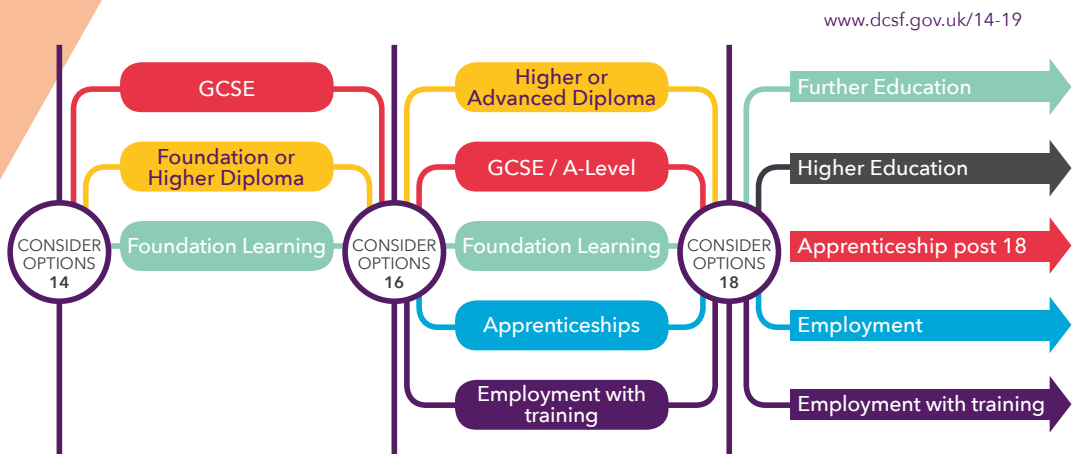 www.dcsf.gov.uk/14-19
GCSE
Foundation or
Higher Diploma
CONSIDER
OPTIONS
14
Foundation Learning
CONSIDER
OPTIONS
16
Higher or
Advanced Diploma
GCSE / A-Level
Foundation Learning
Apprenticeships
Employment with
training
CONSIDER
OPTIONS
18
Further Education
Higher Education
Apprenticeship post 18
Employment
Employment with training